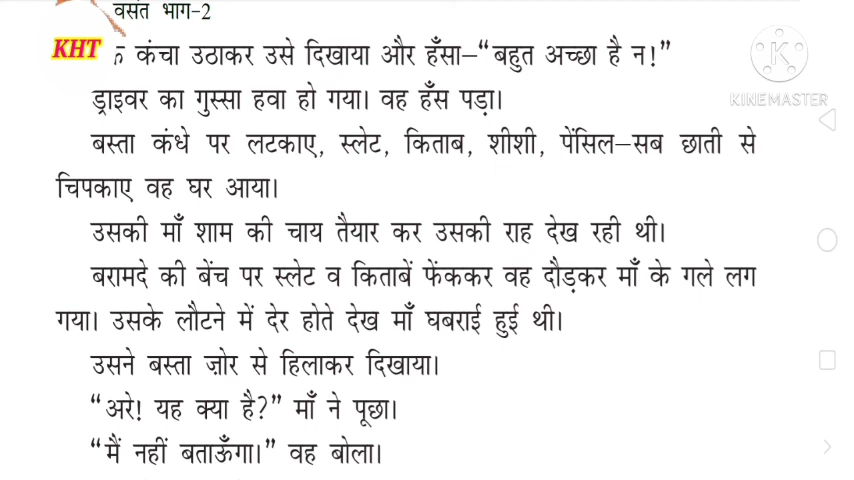 वसंत भाग-2
KHT
कंचा उठाकर उसे दिखाया और हँसा–“बहुत अच्छा है न!”
KINEMASTER
ड्राइवर का गुस्सा हवा हो गया। वह हँस पड़ा।
बस्ता कंधे पर लटकाए, स्लेट, किताब, शीशी, पेंसिल–सब छाती से
चिपकाए वह घर आया।
उसकी माँ शाम की चाय तैयार कर उसकी राह देख रही थी।
बरामदे की बेंच पर स्लेट व किताबें फेंककर वह दौड़कर माँ के गले लग
गया। उसके लौटने में देर होते देख माँ घबराई हुई थी।
उसने बस्ता ज़ोर से हिलाकर दिखाया।
“अरे! यह क्या है?” माँ ने पूछा।
“मैं नहीं बताऊँगा।” वह बोला।